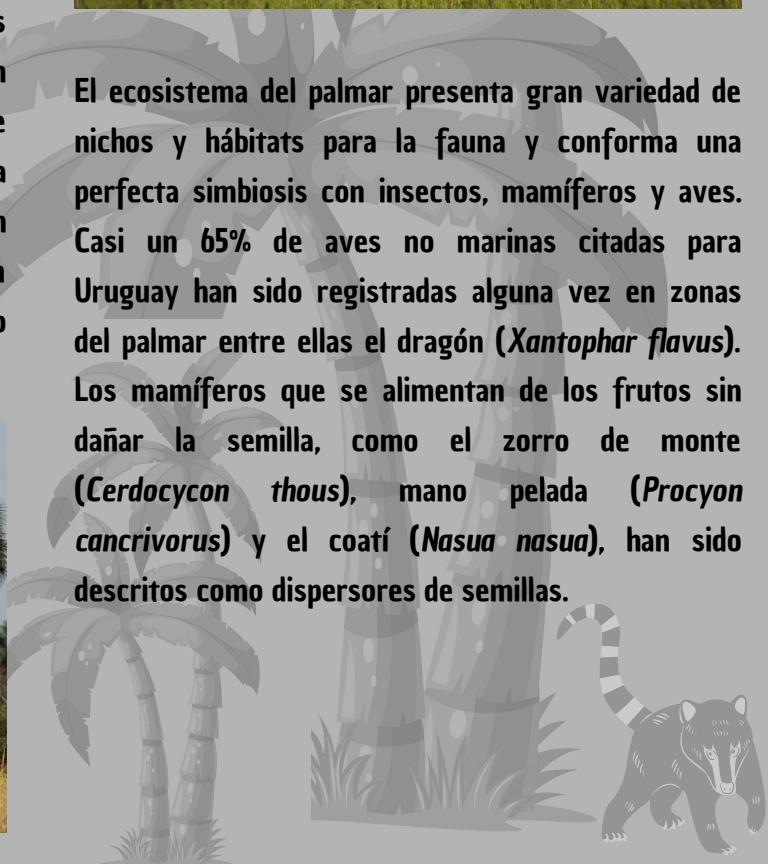 El ecosistema del palmar presenta gran variedad de
nichos y hábitats para la fauna y conforma una
perfecta simbiosis con insectos, mamíferos y aves.
Casi un 65% de aves no marinas citadas para
Uruguay han sido registradas alguna vez en zonas
del palmar entre ellas el dragón (Xantophar flavus).
Los mamíferos que se alimentan de los frutos sin
dañar la semilla, como el zorro de monte
(Cerdocycon thous), mano pelada (Procyon
cancrivorus) y el coatí (Nasua nasua), han sido
descritos como dispersores de semillas.